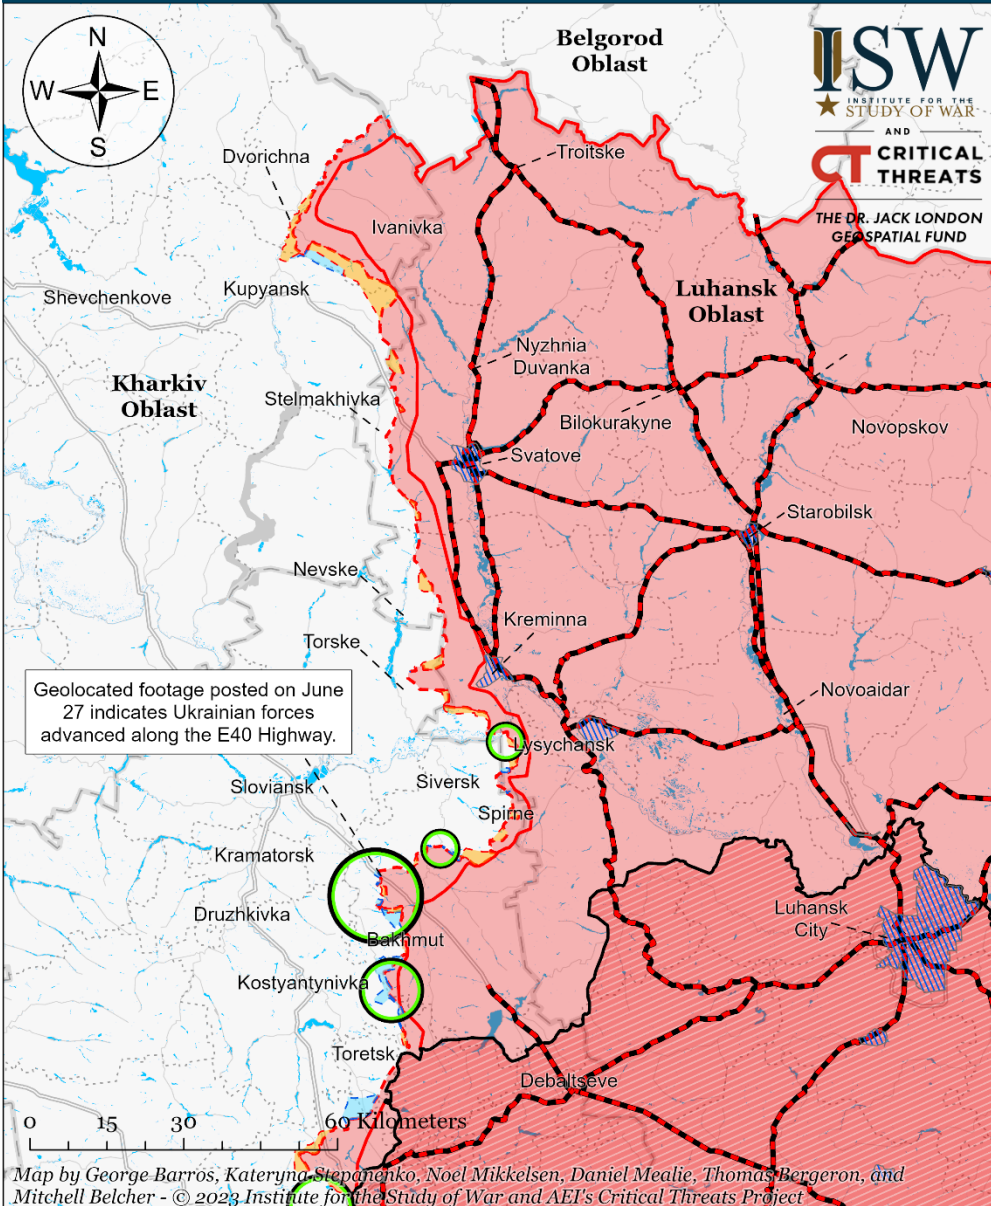 N
W
E
S
Belgorod
Oblast
ISW
INSTITUTE FOR THE
STUDY OF WAR
AND
CT CRITICAL
THREATS
THE DR. JACK LONDON
GEOSPATIAL FUND
Dvorichna
Troitske
Ivanivka
Shevchenkove
Kupyansk
Luhansk
Oblast
Kharkiv
Oblast
Nyzhnia
Duvanka
Stelmakhivka
Bilokurakyne
Novopskov
Svatove
Starobilsk
Nevske
Kreminna
Torske
Geolocated footage posted on June
27 indicates Ukrainian forces
advanced along the E40 Highway.
Novoaidar
Lysychansk
Sloviansk
Siversk
Spirne
Kramatorsk
Druzhkivka
Luhansk
City
Bakhmut
Kostyantynivka
Toretsk
Debaltseve
0 15 30 60 Kilometers
Map by George Barros, Kateryna Stepanenko, Noel Mikkelsen, Daniel Mealie, Thomas Bergeron, and
Mitchell Belcher - © 2023 Institute for the Study of War and AEI's Critical Threats Project